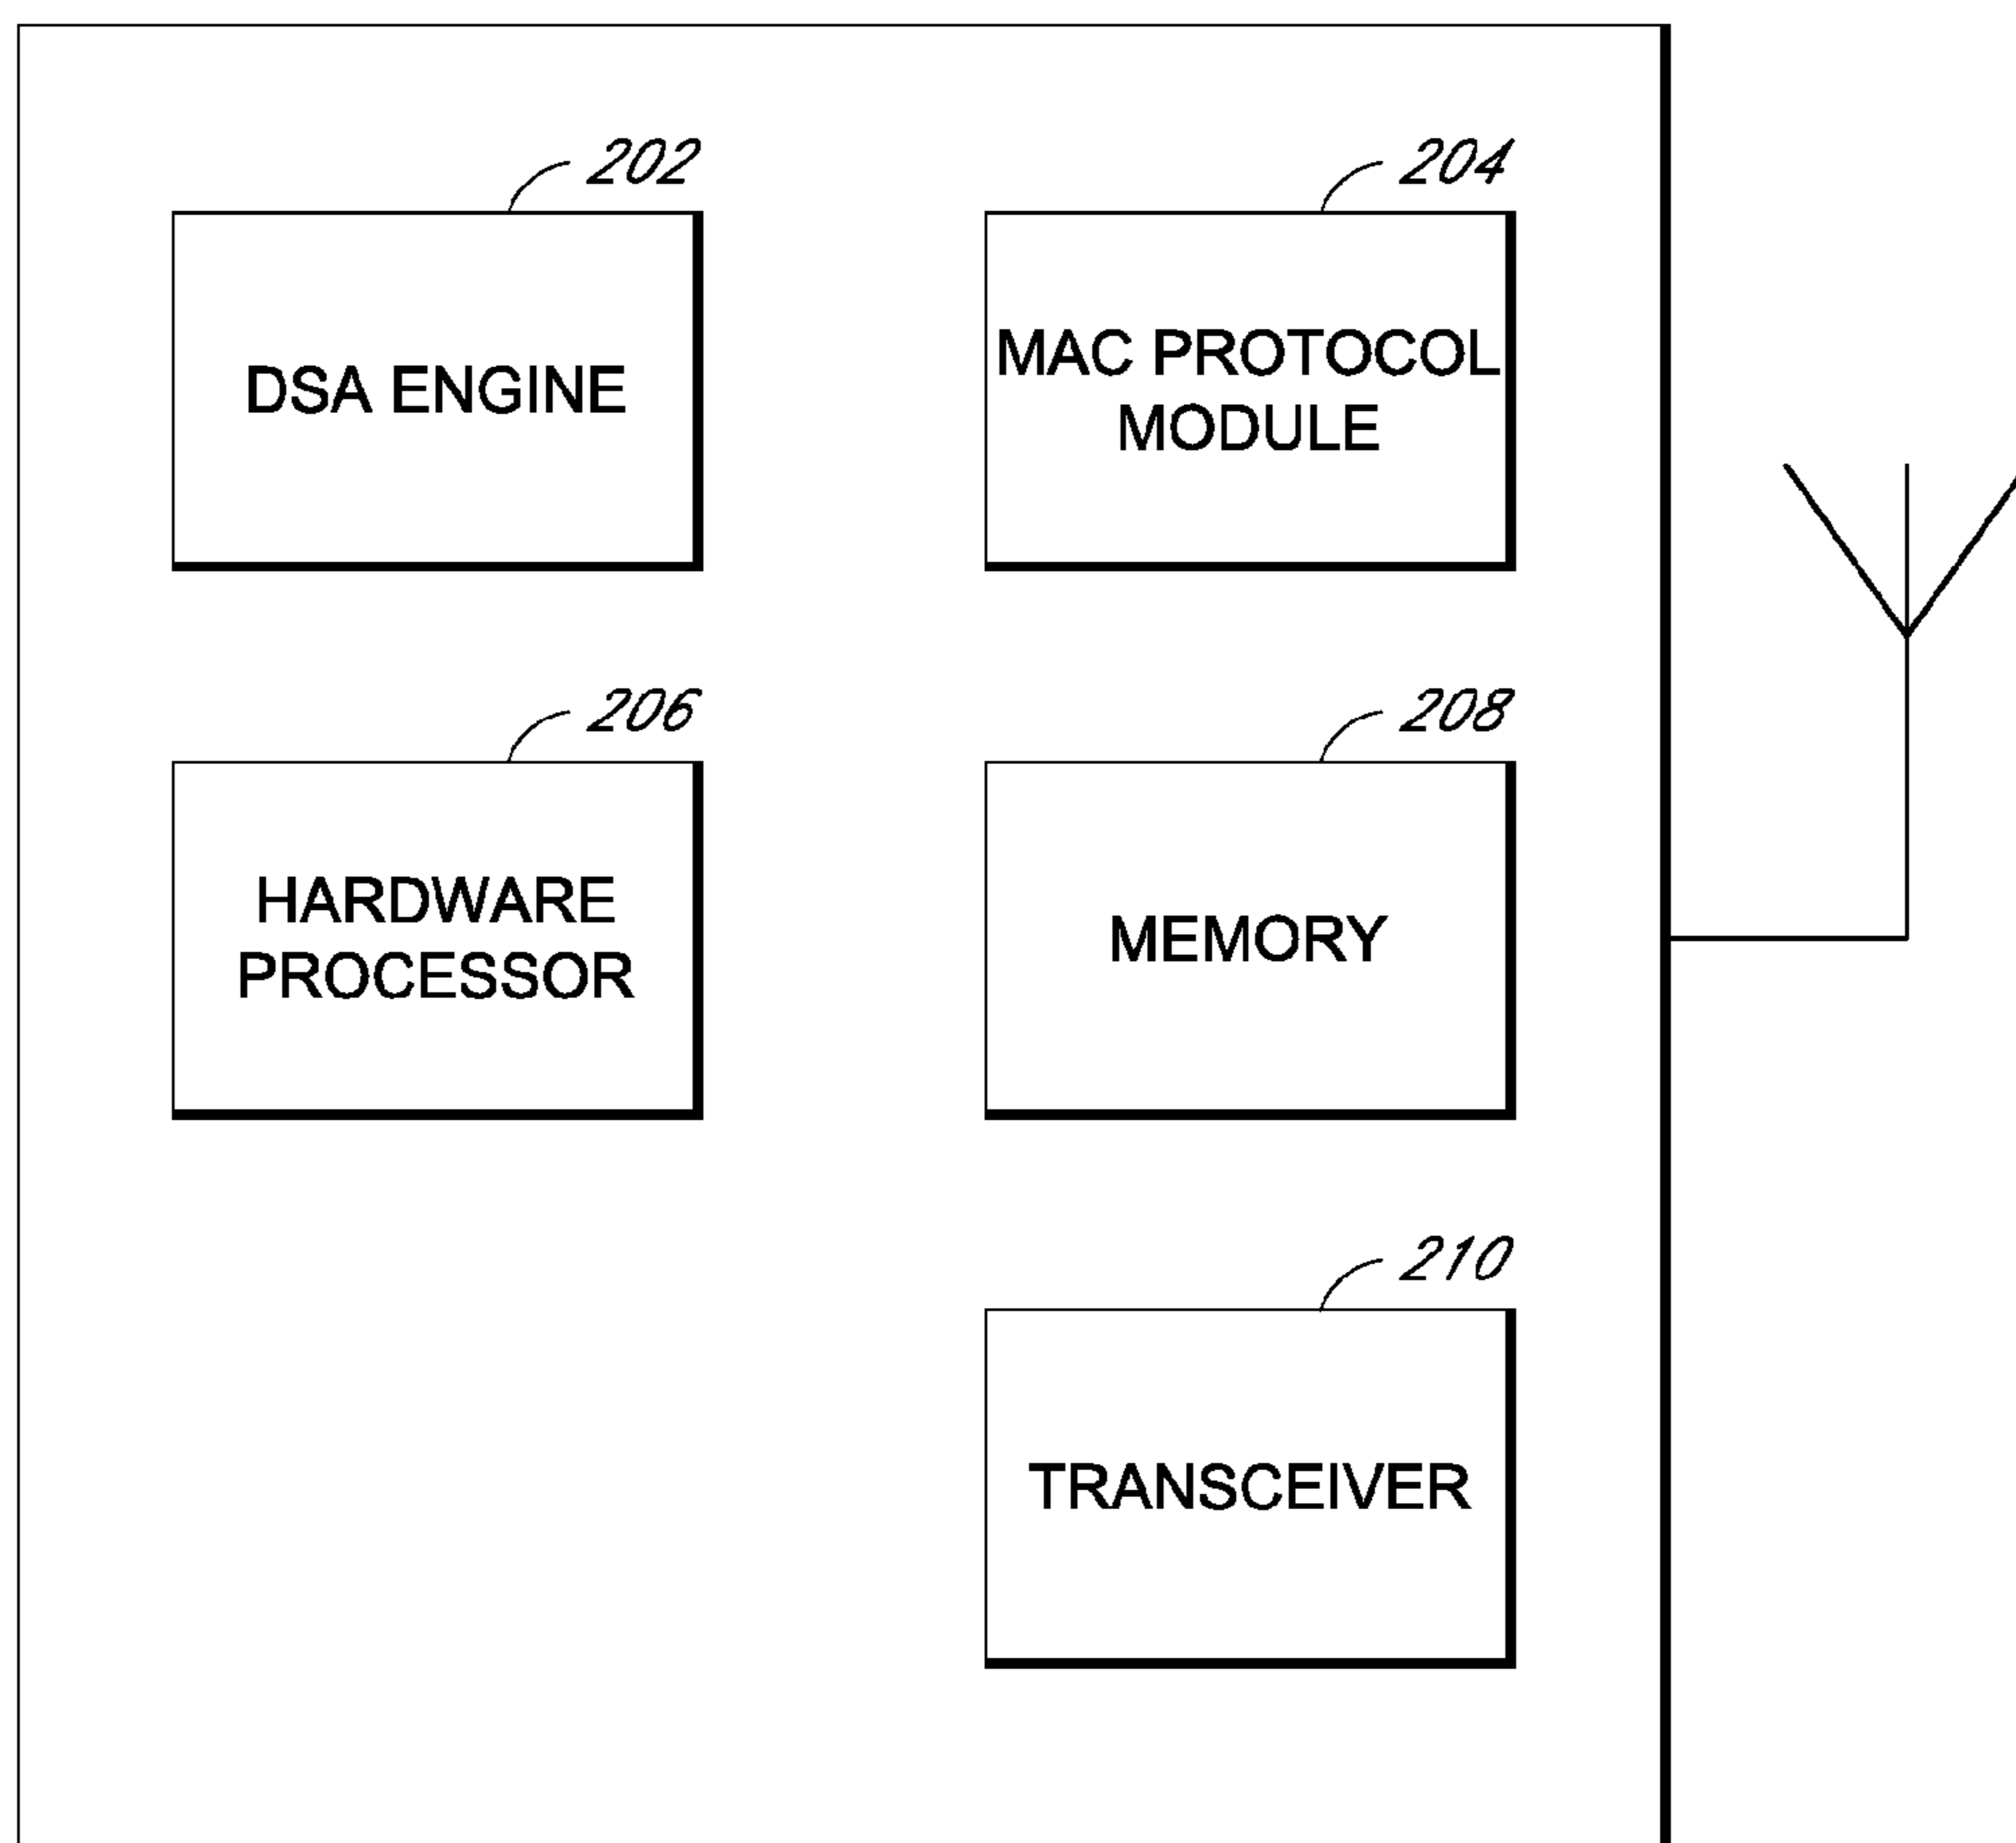 202
204
DSA ENGINE
MAC PROTOCOL
MODULE
206
208
HARDWARE
PROCESSOR
MEMORY
210
TRANSCEIVER